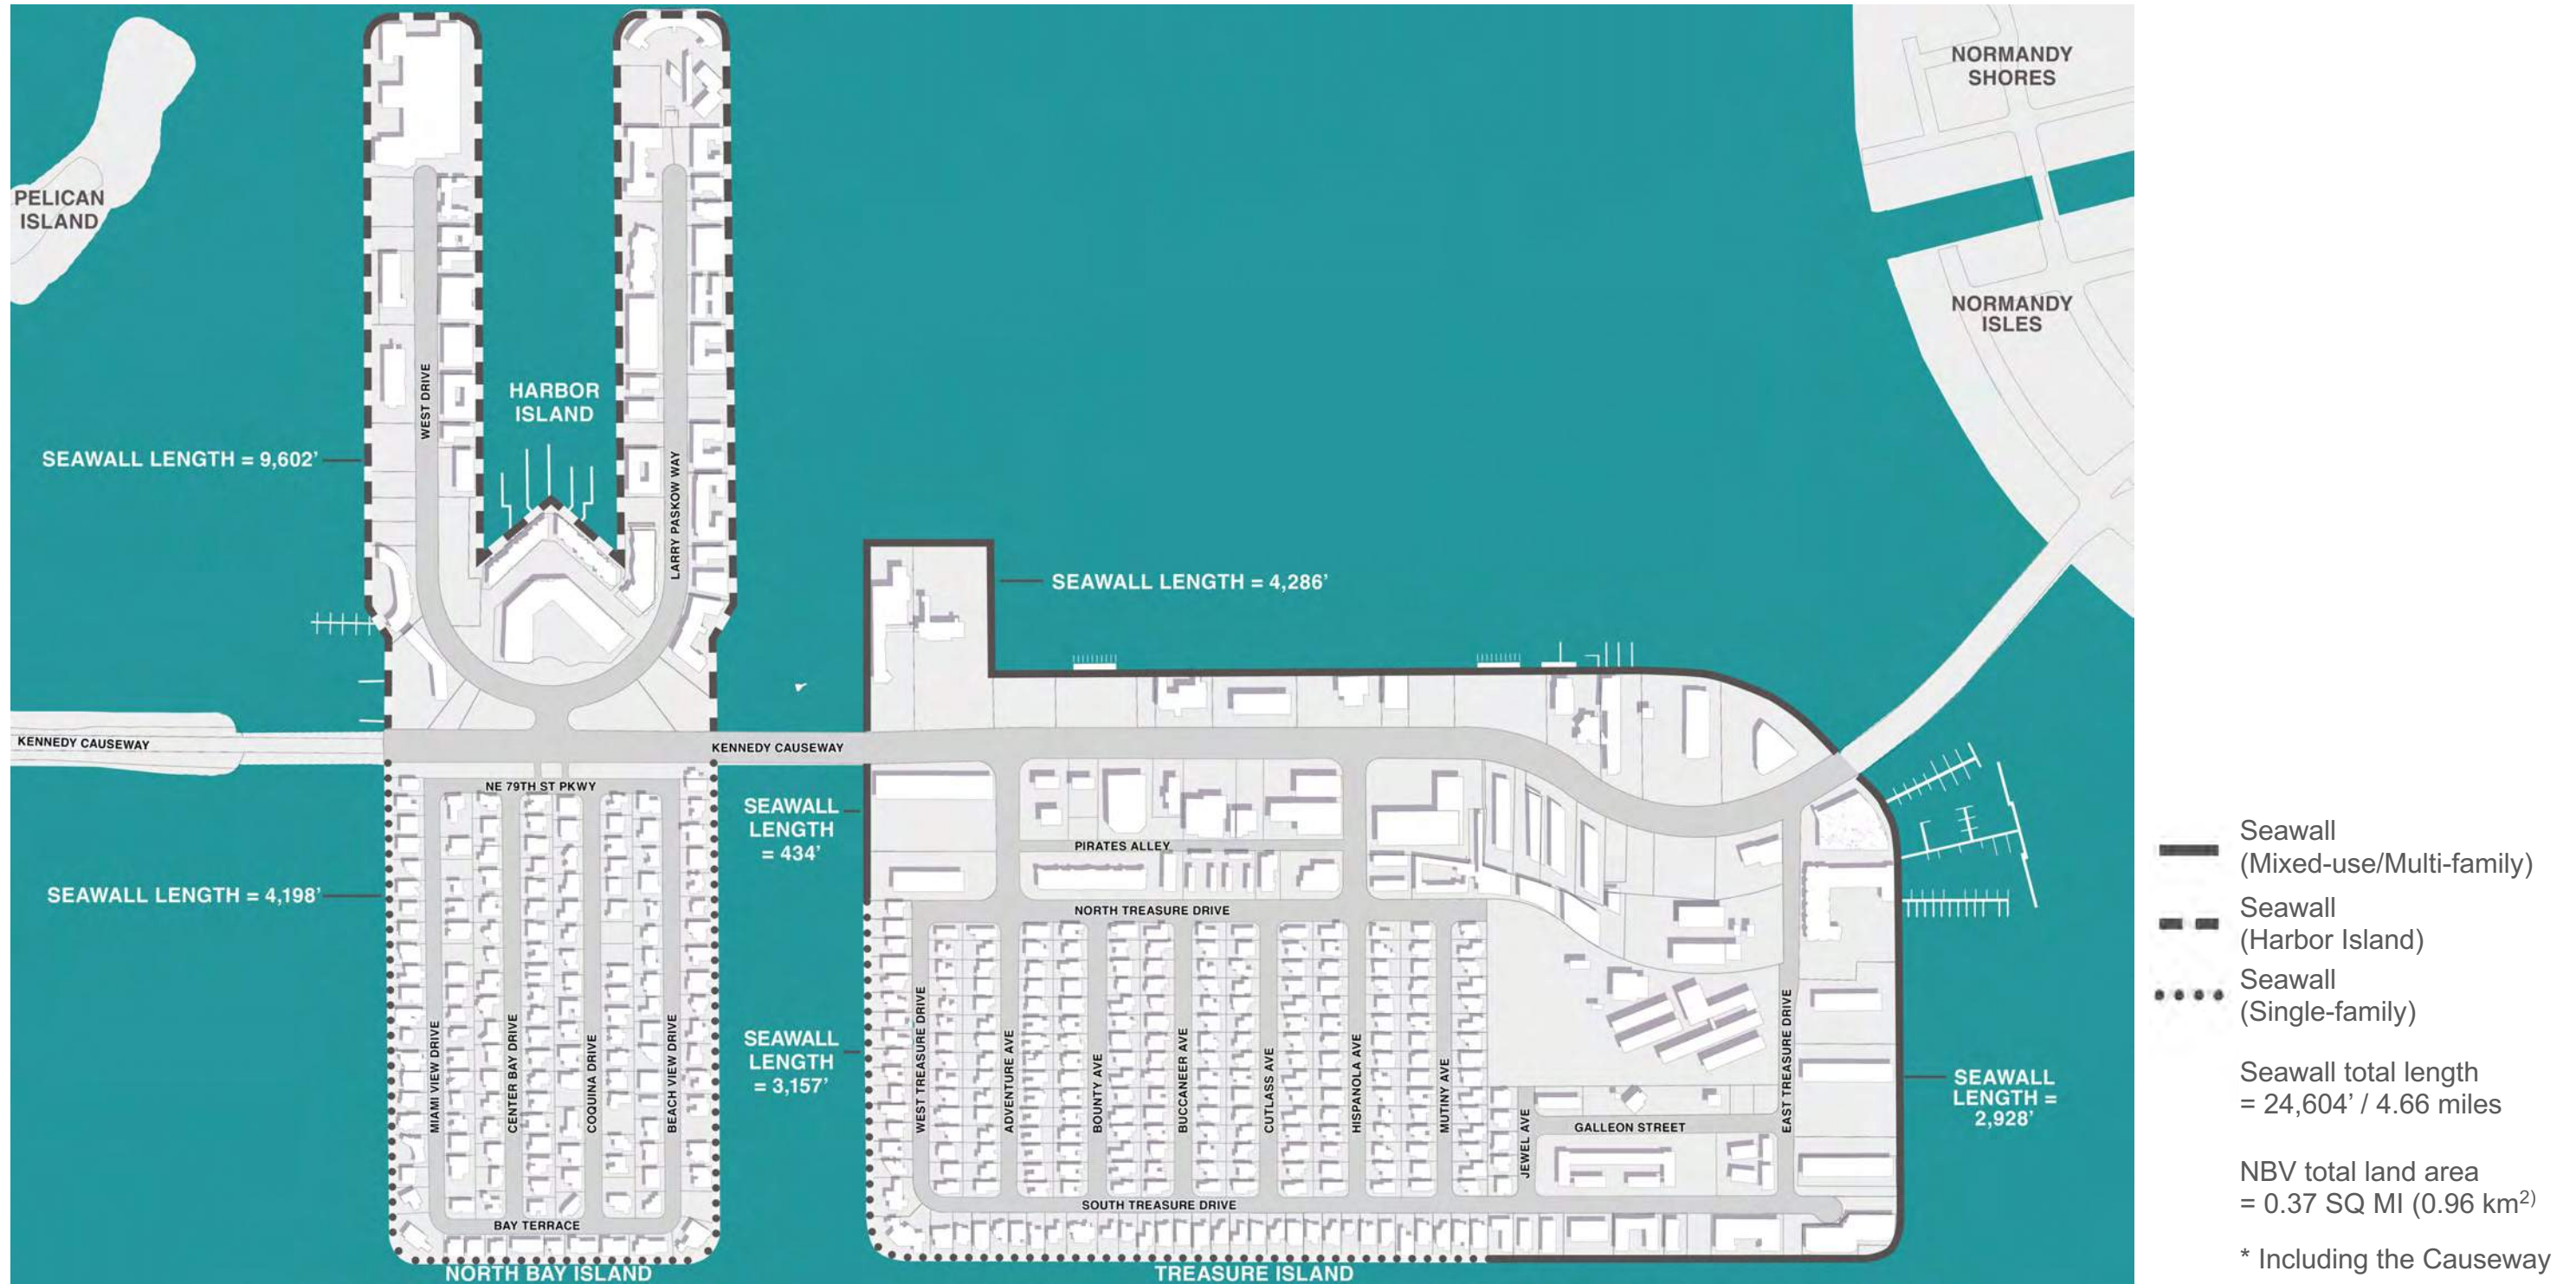 NORMANDY
SHORES
PELICAN
ISLAND
NORMANDY
ISLES
HARBOR
ISLAND
WEST DRIVE
LARRY PASKOW WAY
SEAWALL LENGTH = 9,602’
SEAWALL LENGTH = 4,286’
KENNEDY CAUSEWAY
KENNEDY CAUSEWAY
NE 79TH ST PKWY
SEAWALL
LENGTH
= 434’
PIRATES ALLEY
SEAWALL LENGTH = 4,198’
NORTH TREASURE DRIVE
MIAMI VIEW DRIVE
CENTER BAY DRIVE
COQUINA DRIVE
BEACH VIEW DRIVE
SEAWALL
LENGTH
= 3,157’
WEST TREASURE DRIVE
ADVENTURE AVE
BOUNTY AVE
BUCCANEER AVE
CUTLASS AVE
HISPANOLA AVE
MUTINY AVE
JEWEL AVE
GALLEON STREET
EAST TREASURE DRIVE
SEAWALL
LENGTH =
2,928’
SOUTH TREASURE DRIVE
BAY TERRACE
NORTH BAY ISLAND
TREASURE ISLAND
Seawall
(Mixed-use/Multi-family)
Seawall
(Harbor Island)
Seawall
(Single-family)
Seawall total length
= 24,604’ / 4.66 miles
NBV total land area
= 0.37 SQ MI (0.96 km²)
* Including the Causeway